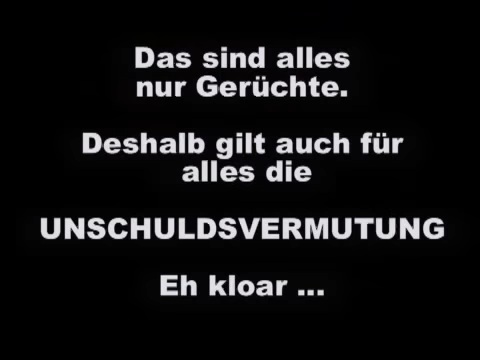 Das sind alles
nur Gerüchte.
Deshalb gilt auch für
alles die
UNSCHULDSVERMUTUNG
Eh kloar ...